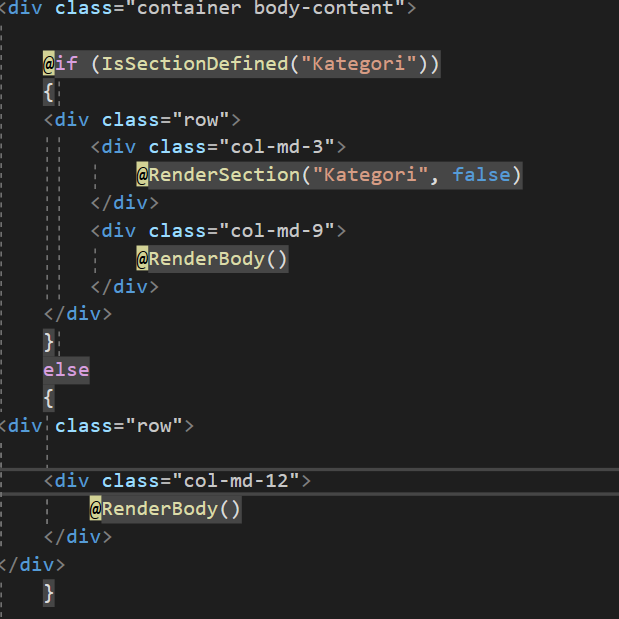 <div class="container body-content">
@if (IsSectionDefined("Kategori"))
{
<div class="row">
<div class="col-md-3">
@RenderSection("Kategori", false)
</div>
<div class="col-md-9">
@RenderBody()
</div>
</div>
}
else
{
<div class="row">
<div class="col-md-12">
@RenderBody()
</div>
</div>
}